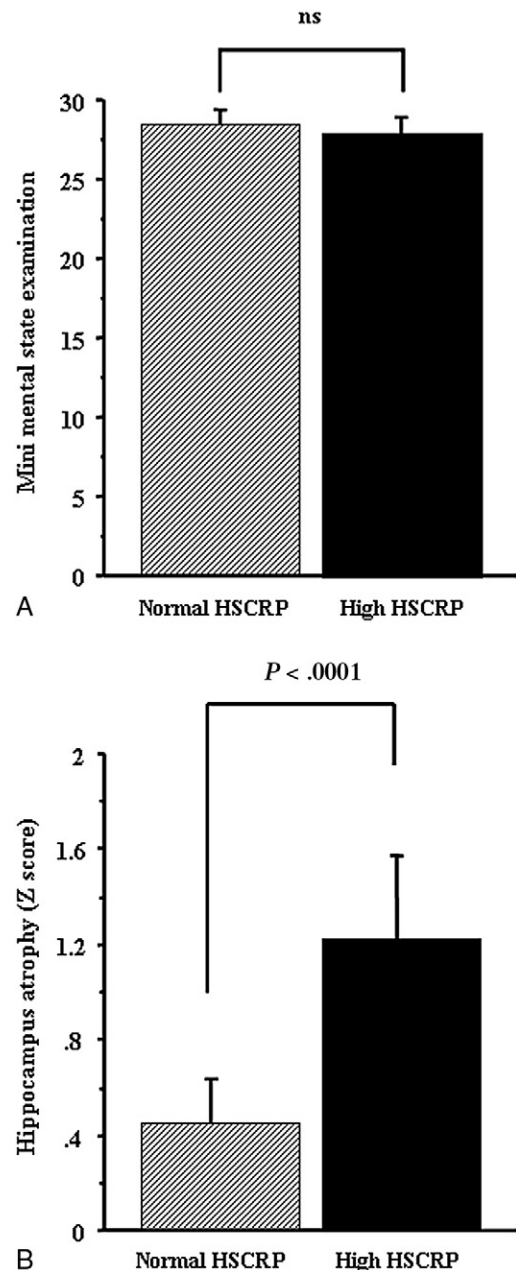 ns
Mini mental state examination
30
25
20
15
10
5
0
Normal HSCRP High HSCRP
A
P < .0001
Hippocampus atrophy (Z score)
2
1.6
1.2
.8
.4
0
Normal HSCRP High HSCRP
B